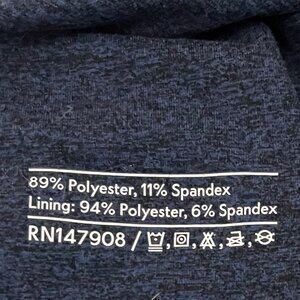 89% Polyester, 11% Spandex
Lining: 94% Polyester, 6% Spandex
RN147908 /